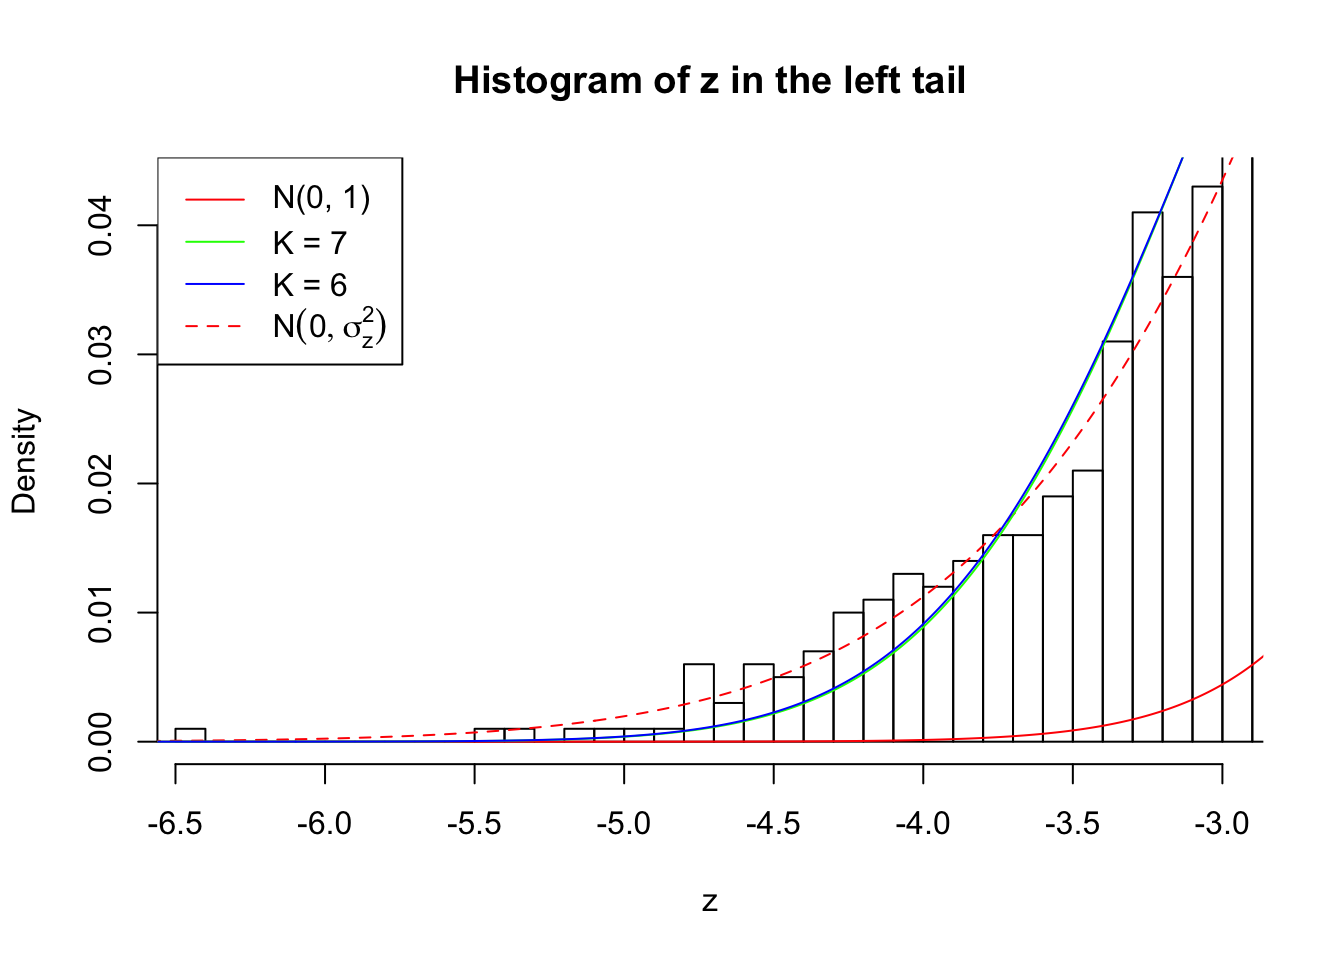 Histogram of z in the left tail
N(0, 1)
K = 7
K = 6
N(0, σ_z^2)
Density
0.04
0.03
0.02
0.01
0.00
-6.5 -6.0 -5.5 -5.0 -4.5 -4.0 -3.5 -3.0
z